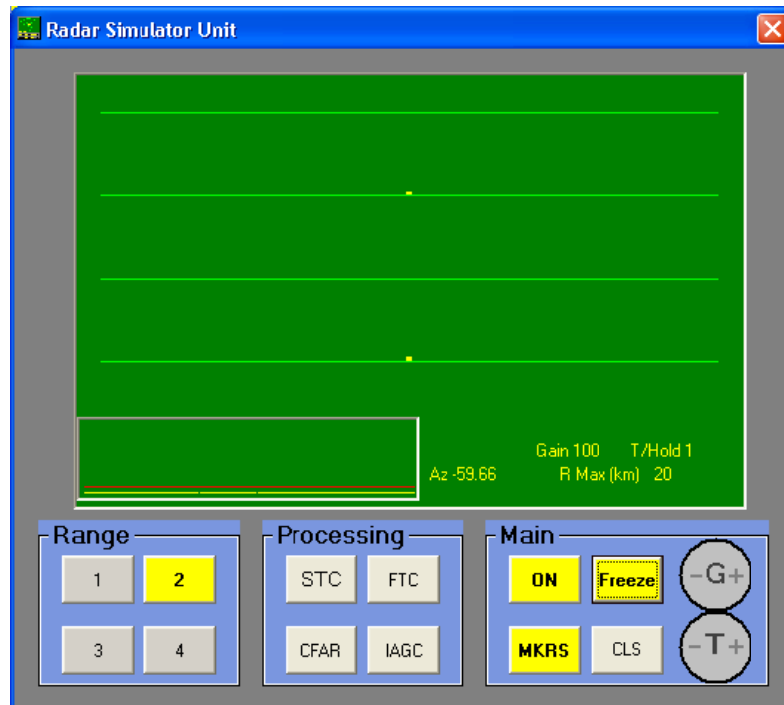 Radar Simulator Unit
Gain 100 T/Hold 1
Az -59.66 R Max (km) 20
Range
1 2
3 4
Processing
STC FTC
CFAR IAGC
Main
ON Freeze -G+
MKRS CLS -T+